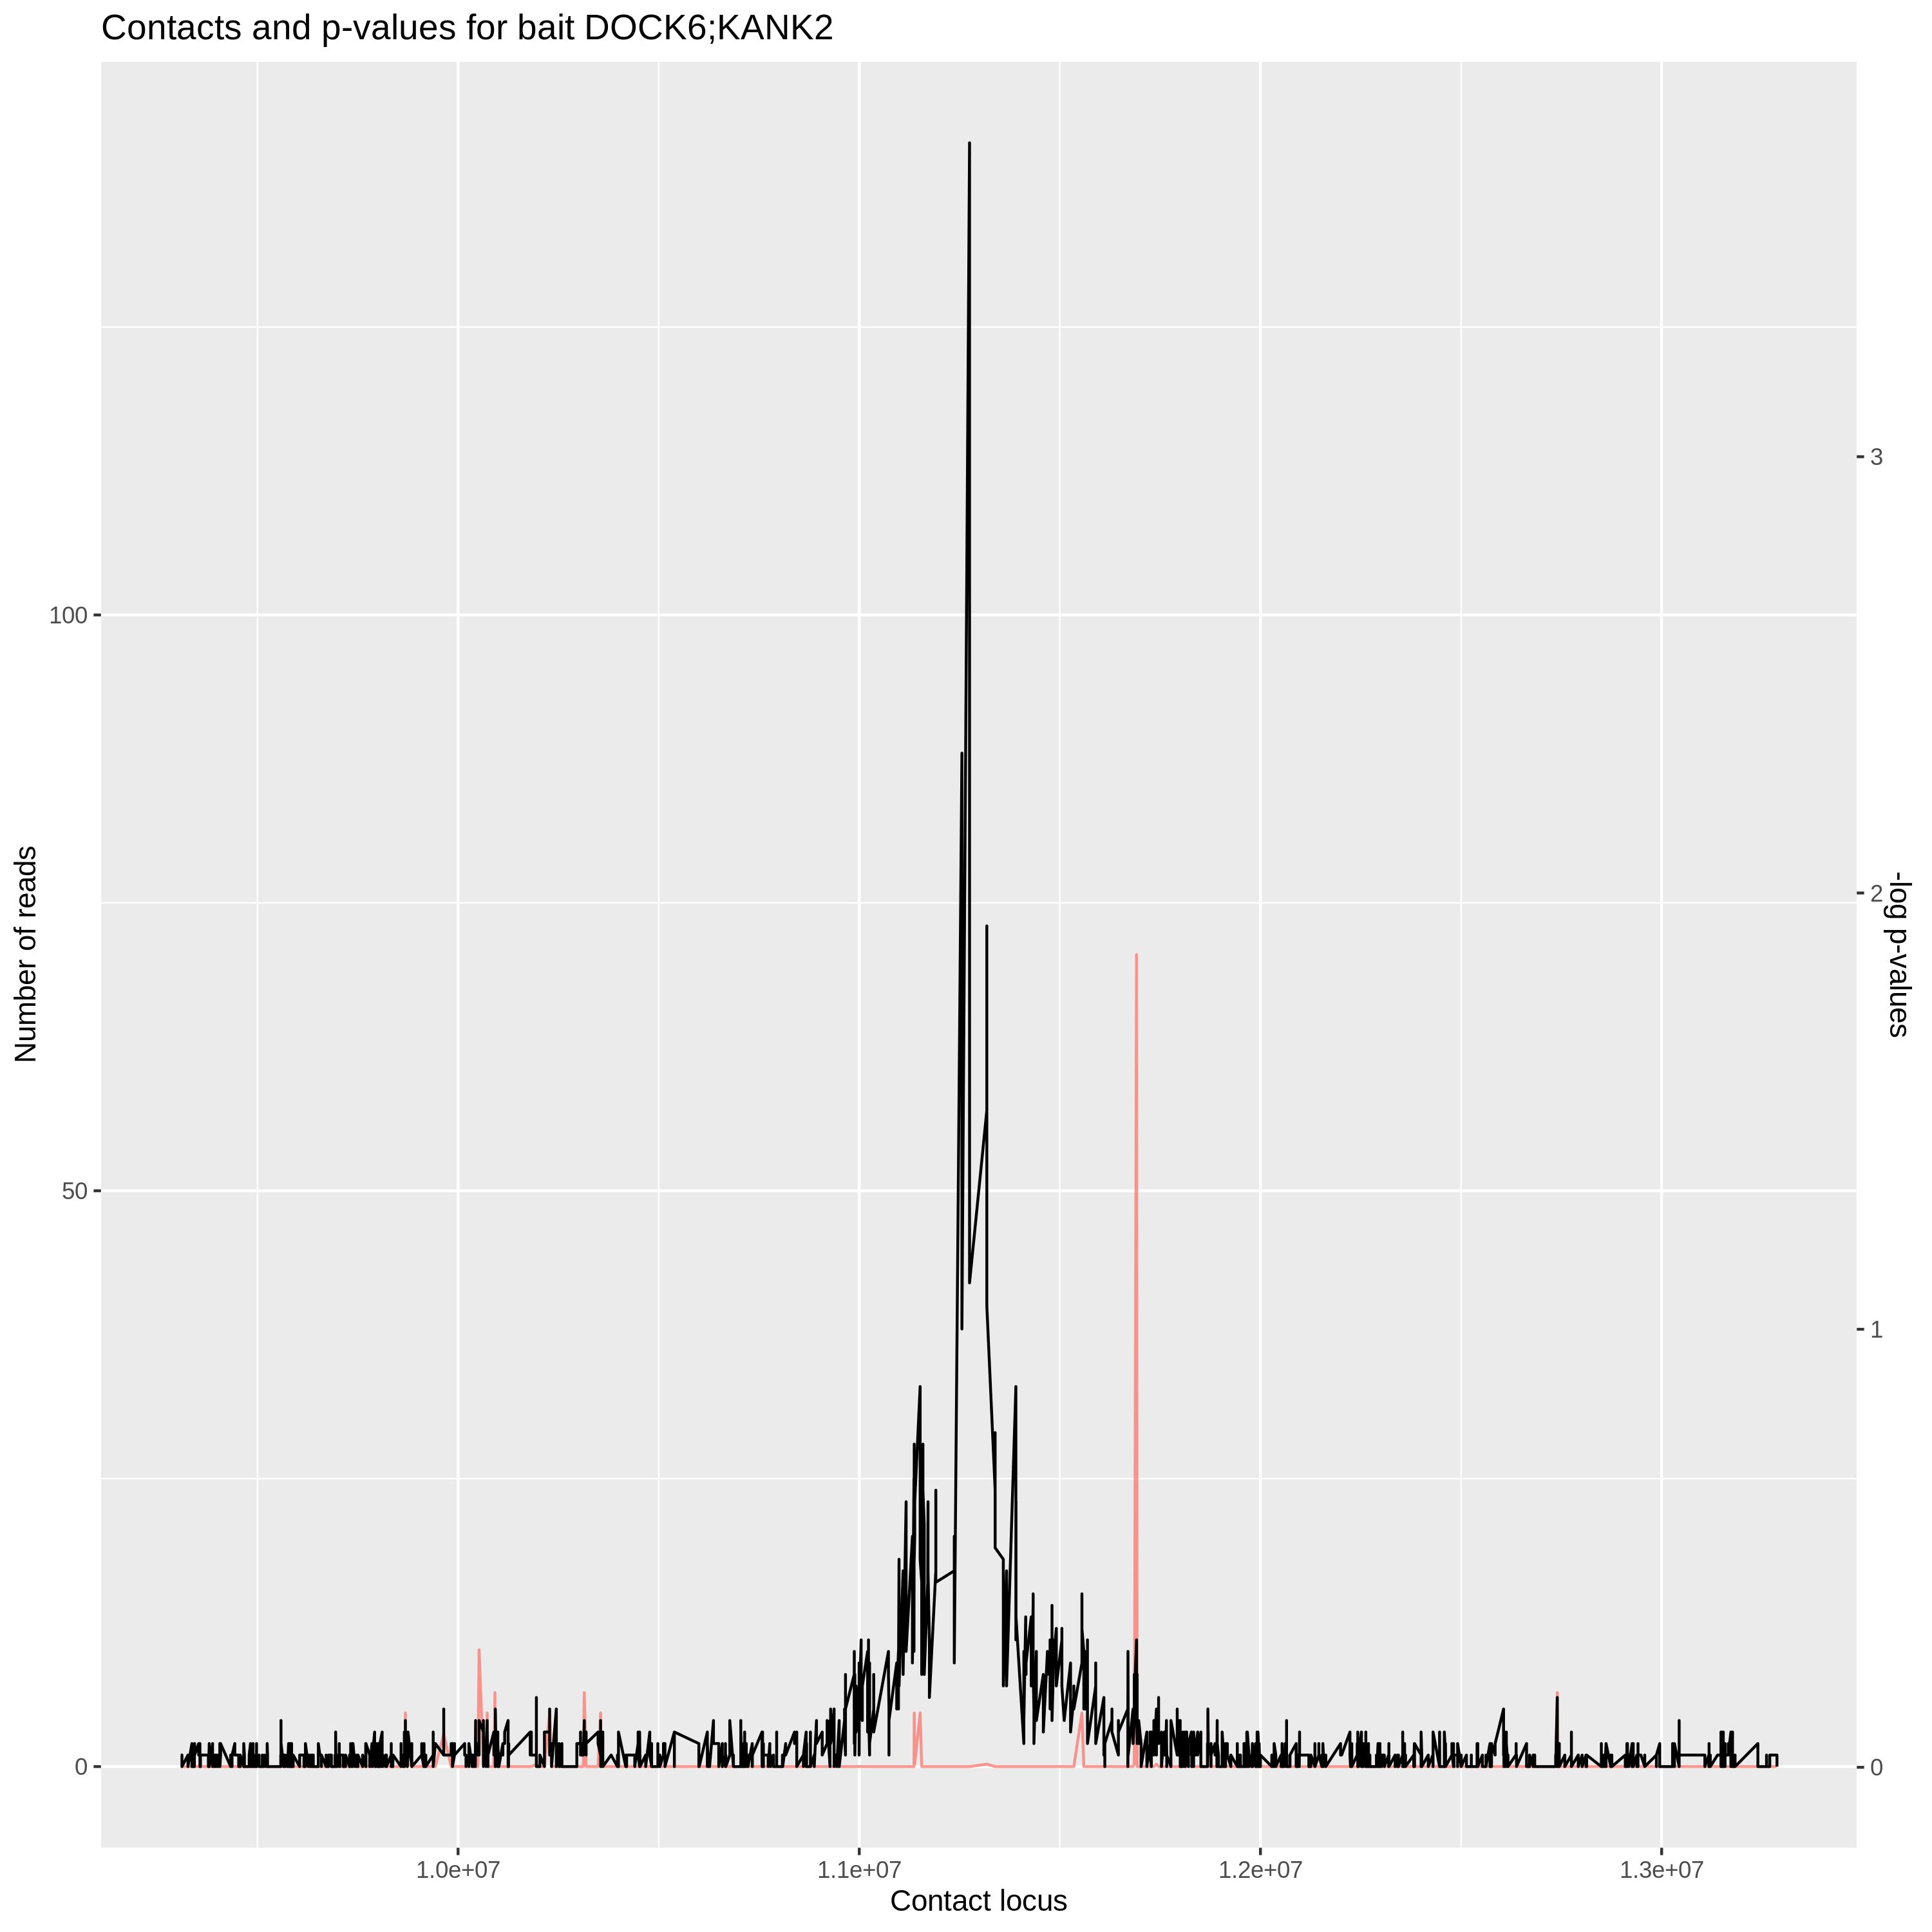 Contacts and p-values for bait DOCK6;KANK2
Number of reads
100
50
0
3
2
1
0
-log p-values
1.0e+07
1.1e+07
1.2e+07
1.3e+07
Contact locus